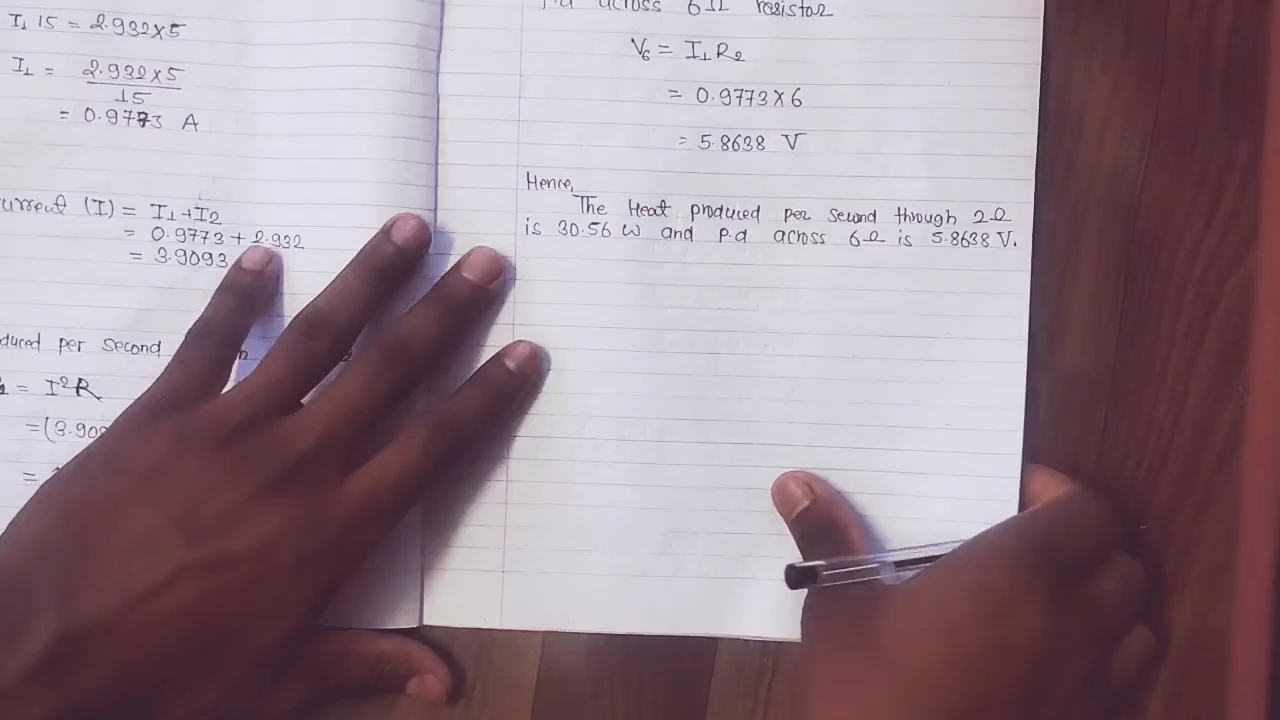 I₁ 15 = 2.932×5
I₁ = 2.932×5
15
= 0.9773 A
urrent (I) = I₁+I₂
= 0.9773 + 2.932
= 3.9093
duced per second
= I²R
=(3.909
=
across 6Ω resistor
V₆ = I₁R₂
= 0.9773×6
= 5.8638 V
Hence,
The Heat produced per second through 2Ω
is 30.56 W and p.d across 6Ω is 5.8638 V.